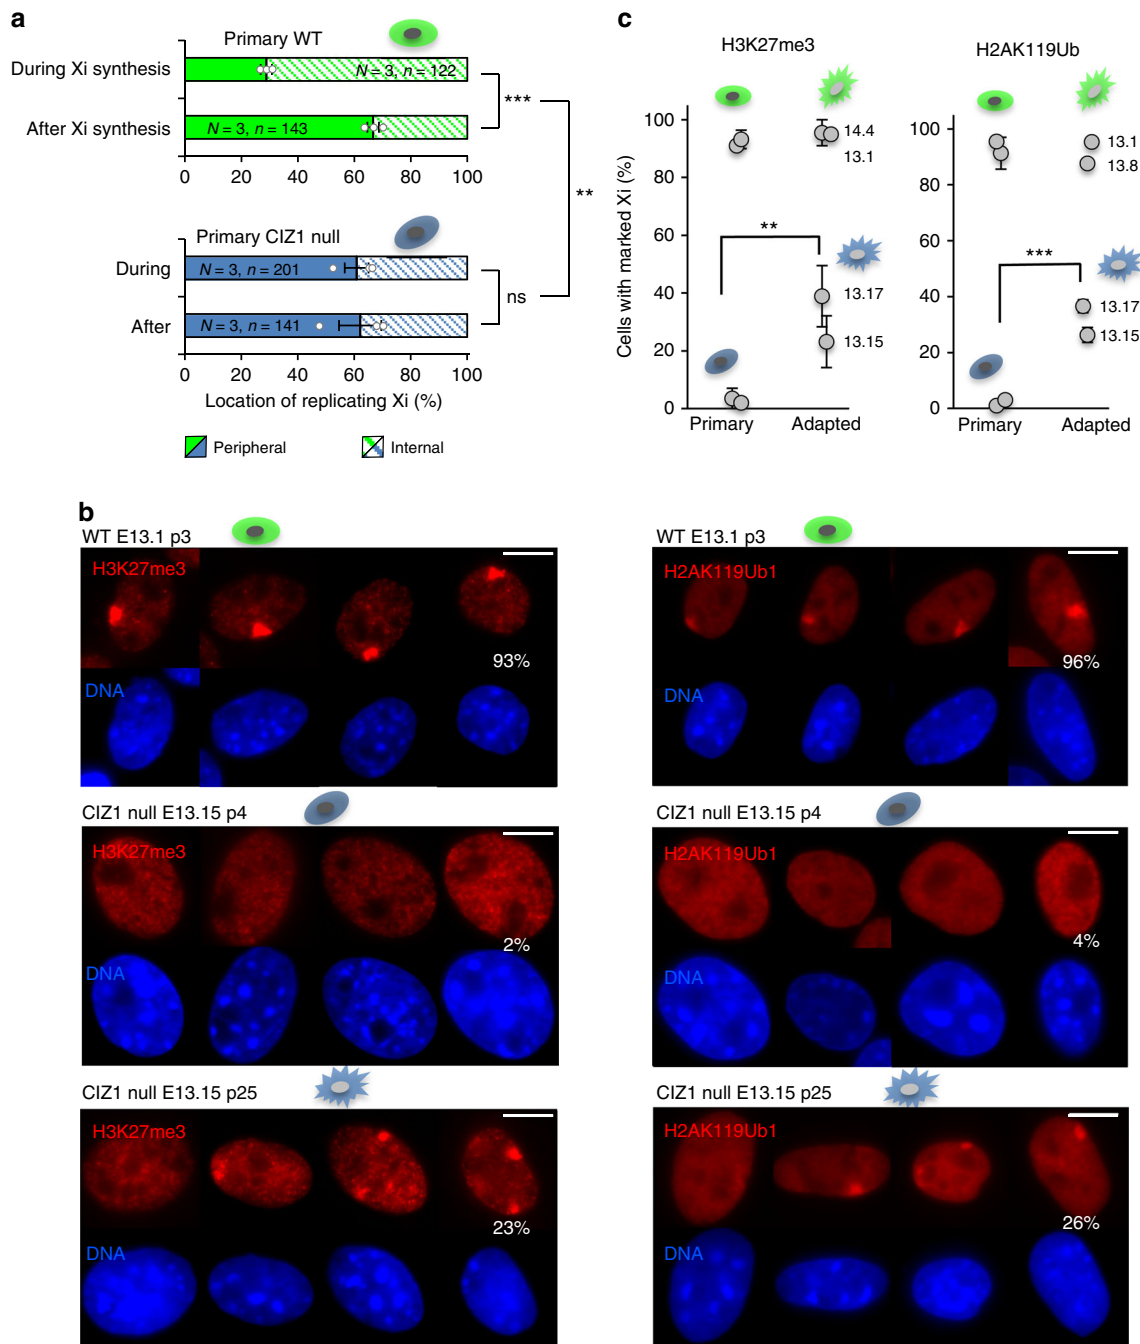 a
Primary WT
During Xi synthesis
N = 3, n = 122
***
After Xi synthesis
N = 3, n = 143
0 20 40 60 80 100
**
Primary CIZ1 null
During
N = 3, n = 201
ns
After
N = 3, n = 141
0 20 40 60 80 100
Location of replicating Xi (%)
Peripheral
Internal
c
H3K27me3
Cells with marked Xi (%)
100
80
60
40
20
0
14.4
13.1
**
13.17
13.15
Primary
Adapted
H2AK119Ub
100
80
60
40
20
0
13.1
13.8
***
13.17
13.15
Primary
Adapted
b
WT E13.1 p3
H3K27me3
93%
DNA
WT E13.1 p3
H2AK119Ub1
96%
DNA
CIZ1 null E13.15 p4
H3K27me3
2%
DNA
CIZ1 null E13.15 p4
H2AK119Ub1
4%
DNA
CIZ1 null E13.15 p25
H3K27me3
23%
DNA
CIZ1 null E13.15 p25
H2AK119Ub1
26%
DNA